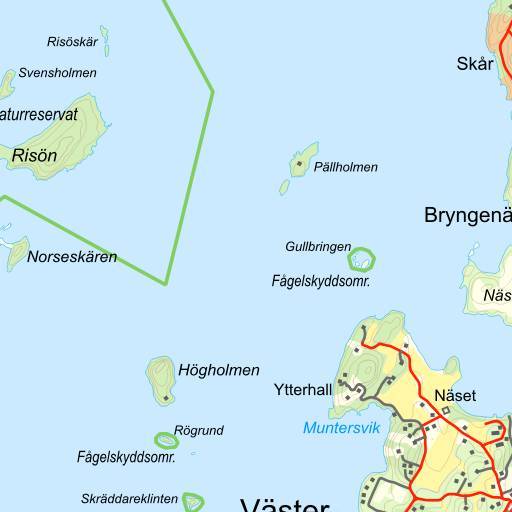 Risöskär
Skår
Svensholmen
aturreservat
Risön
Pällholmen
Bryngenä
Gullbringen
Norseskären
Fågelskyddsomr.
Näs
Högholmen
Ytterhall
Näset
Muntersvik
Rögrund
Fågelskyddsomr.
Skräddareklinten
Väster